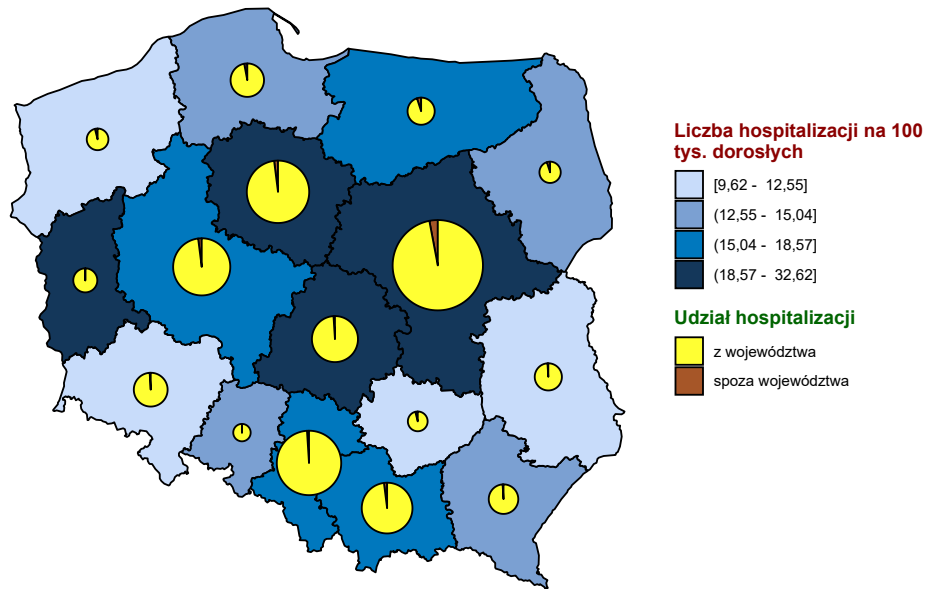 Liczba hospitalizacji na 100
tys. dorosłych
[9,62 - 12,55]
(12,55 - 15,04]
(15,04 - 18,57]
(18,57 - 32,62]
Udział hospitalizacji
z województwa
spoza województwa